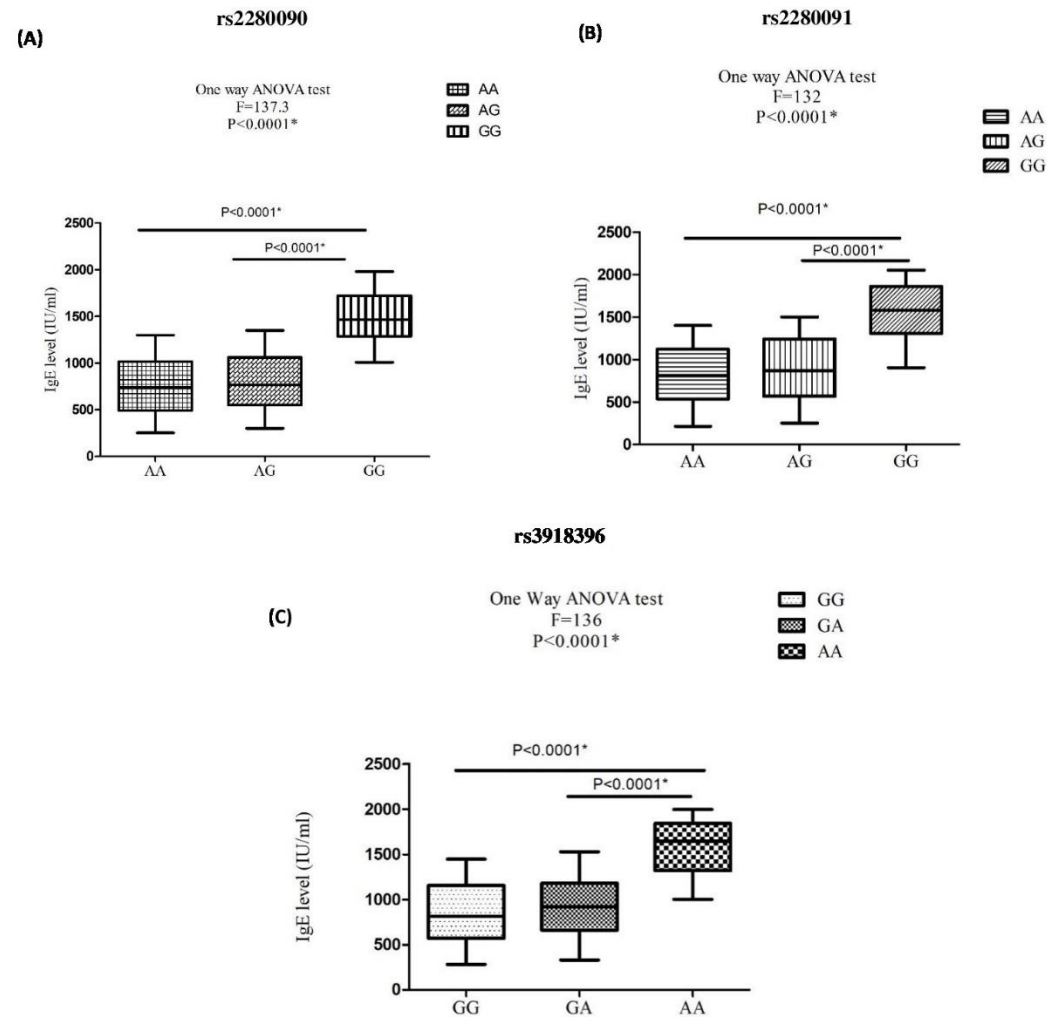 rs2280090
(A)
One way ANOVA test
F=137.3
P<0.0001*
AA
AG
GG
P<0.0001*
P<0.0001*
2500
2000
1500
1000
500
0
IgE level (IU/ml)
AA
AG
GG
rs2280091
(B)
One way ANOVA test
F=132
P<0.0001*
AA
AG
GG
P<0.0001*
P<0.0001*
2500
2000
1500
1000
500
0
IgE level (IU/ml)
AA
AG
GG
rs3918396
(C)
One Way ANOVA test
F=136
P<0.0001*
GG
GA
AA
P<0.0001*
P<0.0001*
2500
2000
1500
1000
500
0
IgE level (IU/ml)
GG
GA
AA